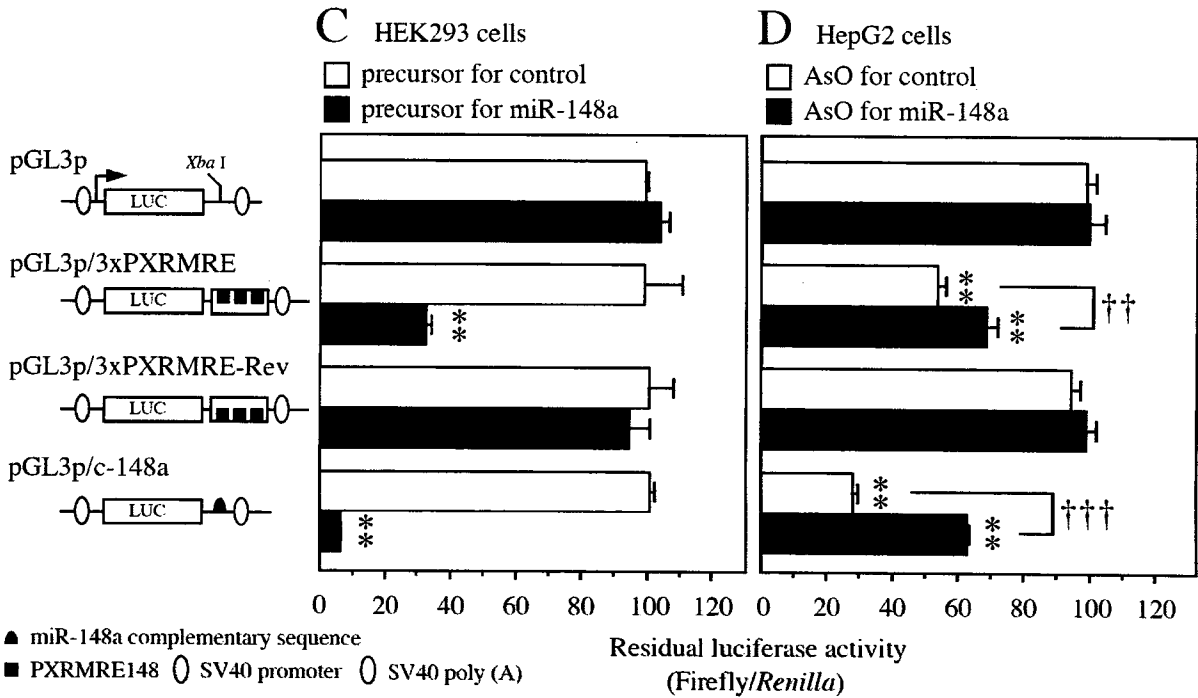 C HEK293 cells
precursor for control
precursor for miR-148a
D HepG2 cells
AsO for control
AsO for miR-148a
pGL3p
Xba I
LUC
pGL3p/3xPXRMRE
LUC
pGL3p/3xPXRMRE-Rev
LUC
pGL3p/c-148a
LUC
* *
* *
* *
* *
††
* *
* *
†††
0 20 40 60 80 100 120
0 20 40 60 80 100 120
Residual luciferase activity
(Firefly/Renilla)
miR-148a complementary sequence
PXRMRE148 SV40 promoter SV40 poly (A)